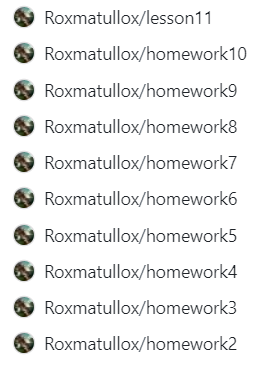 Roxmatullox/lesson11
Roxmatullox/homework10
Roxmatullox/homework9
Roxmatullox/homework8
Roxmatullox/homework7
Roxmatullox/homework6
Roxmatullox/homework5
Roxmatullox/homework4
Roxmatullox/homework3
Roxmatullox/homework2